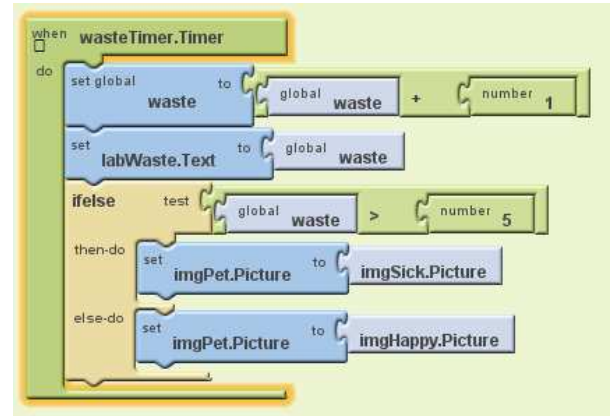 when wasteTimer.Timer
do
set global waste to global waste + number 1
set labWaste.Text to global waste
ifelse test global waste > number 5
then-do set imgPet.Picture to imgSick.Picture
else-do set imgPet.Picture to imgHappy.Picture